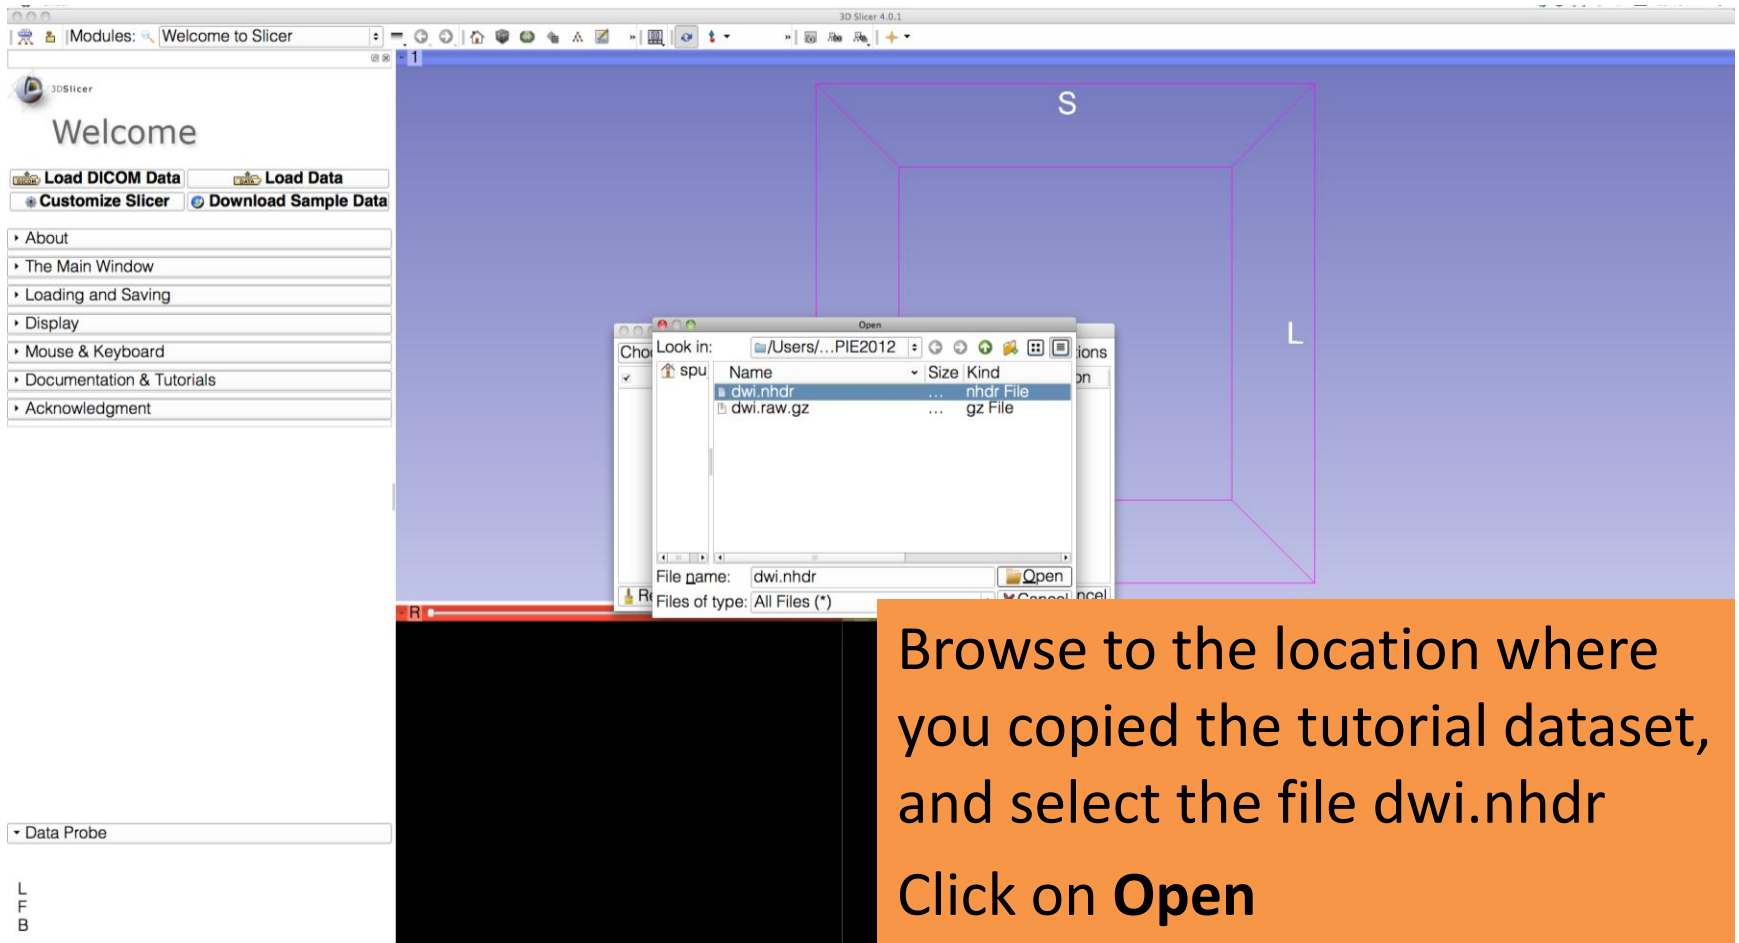 3D Slicer 4.0.1
Modules: Welcome to Slicer
1
3DSlicer
Welcome
Load DICOM Data
Load Data
Customize Slicer
Download Sample Data
About
The Main Window
Loading and Saving
Display
Mouse & Keyboard
Documentation & Tutorials
Acknowledgment
Data Probe
L
F
B
S
L
R
Open
Look in: /Users/...PIE2012
spu
Name Size Kind
dwi.nhdr ... nhdr File
dwi.raw.gz ... gz File
File name: dwi.nhdr
Open
Files of type: All Files (*)
Cancel
Browse to the location where
you copied the tutorial dataset,
and select the file dwi.nhdr
Click on Open